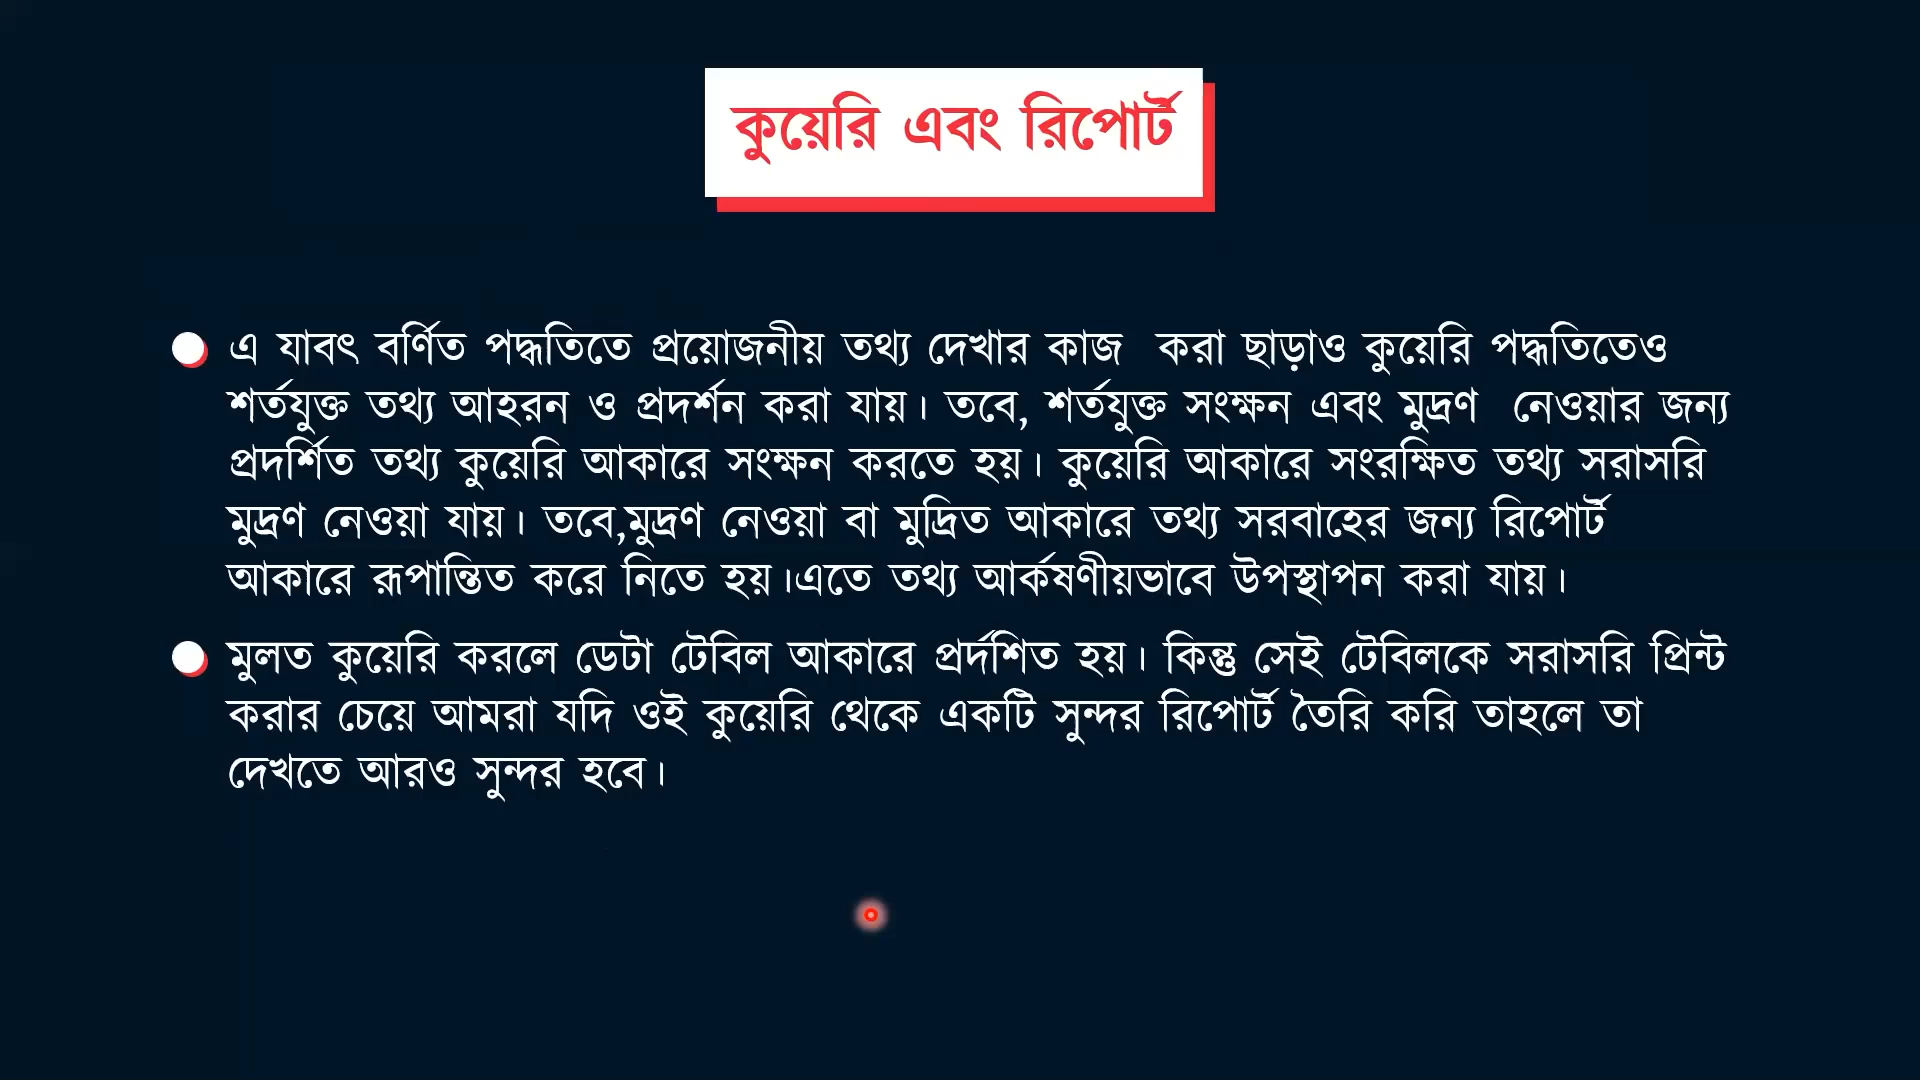 কুয়েরি এবং রিপোর্ট
এ যাবৎ বর্ণিত পদ্ধতিতে প্রয়োজনীয় তথ্য দেখার কাজ করা ছাড়াও কুয়েরি পদ্ধতিতেও
শর্তযুক্ত তথ্য আহরন ও প্রদর্শন করা যায়। তবে, শর্তযুক্ত সংক্ষন এবং মুদ্রণ নেওয়ার জন্য
প্রদর্শিত তথ্য কুয়েরি আকারে সংক্ষন করতে হয়। কুয়েরি আকারে সংরক্ষিত তথ্য সরাসরি
মুদ্রণ নেওয়া যায়। তবে,মুদ্রণ নেওয়া বা মুদ্রিত আকারে তথ্য সরবাহের জন্য রিপোর্ট
আকারে রূপান্তিত করে নিতে হয়।এতে তথ্য আর্কষণীয়ভাবে উপস্থাপন করা যায়।
মুলত কুয়েরি করলে ডেটা টেবিল আকারে প্রর্দশিত হয়। কিন্তু সেই টেবিলকে সরাসরি প্রিন্ট
করার চেয়ে আমরা যদি ওই কুয়েরি থেকে একটি সুন্দর রিপোর্ট তৈরি করি তাহলে তা
দেখতে আরও সুন্দর হবে।